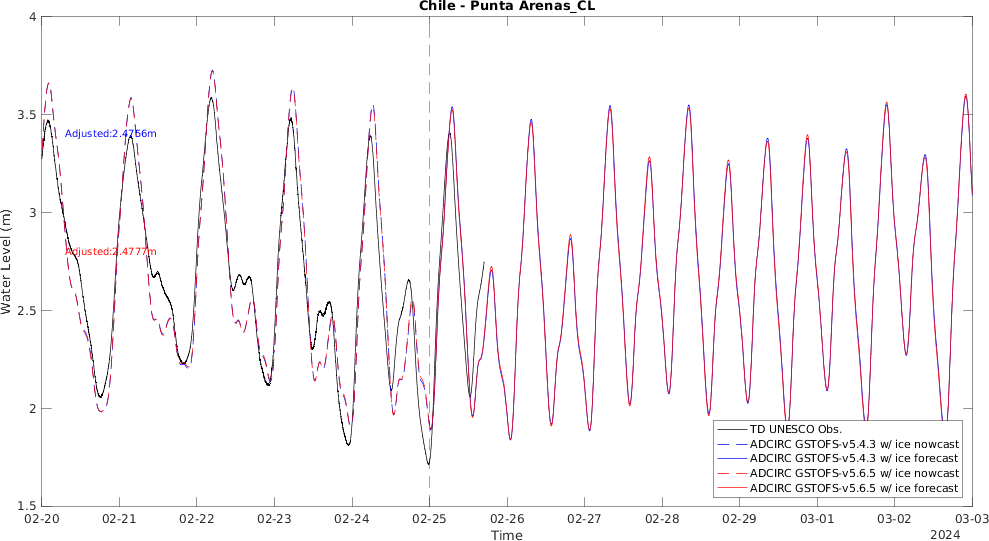 Chile - Punta Arenas_CL
4
3.5
3
2.5
2
1.5
Water Level (m)
Adjusted:2.4766m
Adjusted:2.4777m
TD UNESCO Obs.
ADCIRC GSTOFS-v5.4.3 w/ ice nowcast
ADCIRC GSTOFS-v5.4.3 w/ ice forecast
ADCIRC GSTOFS-v5.6.5 w/ ice nowcast
ADCIRC GSTOFS-v5.6.5 w/ ice forecast
02-20 02-21 02-22 02-23 02-24 02-25 02-26 02-27 02-28 02-29 03-01 03-02 03-03
Time
2024